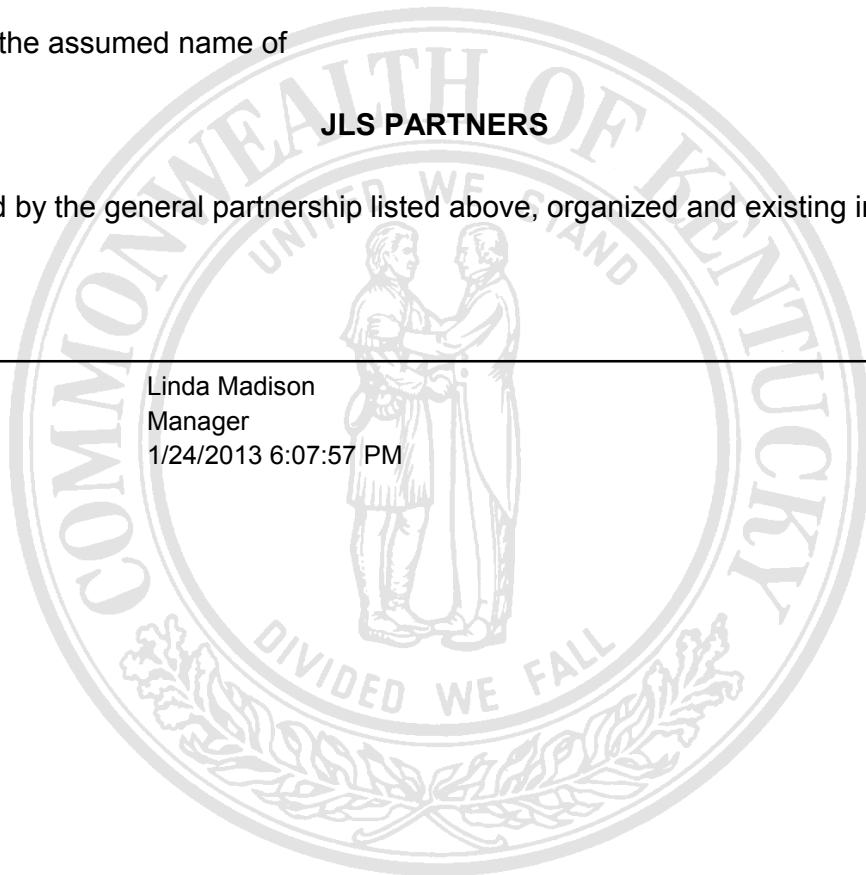 the assumed name of
JLS PARTNERS
by the general partnership listed above, organized and existing
Linda Madison
Manager
1/24/2013 6:07:57 PM
COMMONWEALTH OF KENTUCKY
UNITED WE STAND
DIVIDED WE FALL